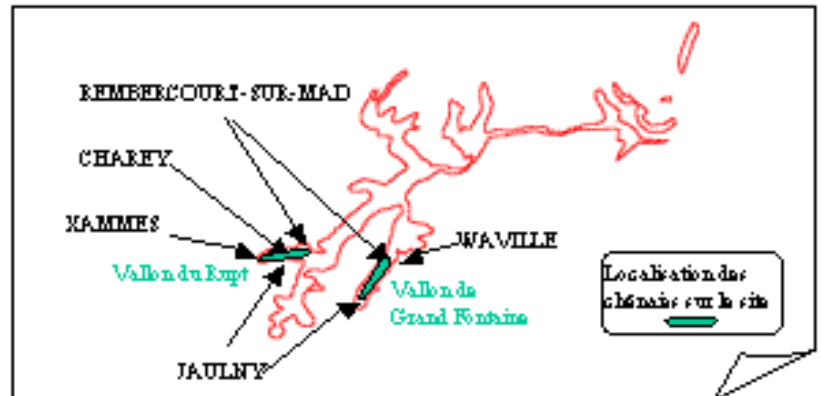 REMBERCOURT-SUR-MAD
CHAREY
XAMMES
WAVILLE
Vallon du Rupt
Vallon de
Grand Fontaine
JAULNY
Localisation des
chênaies sur le site